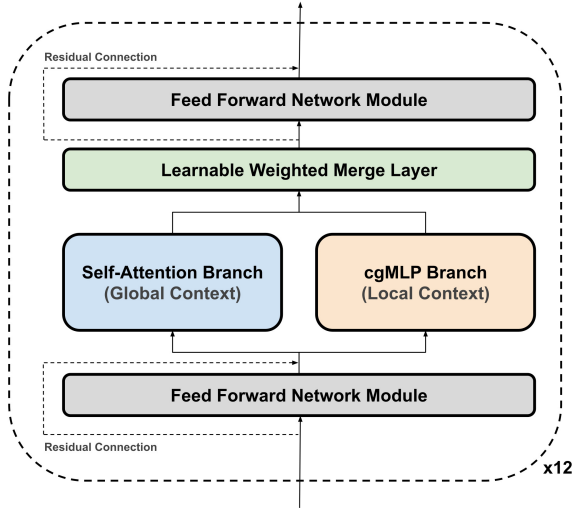 Residual Connection
Feed Forward Network Module
Learnable Weighted Merge Layer
Self-Attention Branch
(Global Context)
cgMLP Branch
(Local Context)
Feed Forward Network Module
Residual Connection
x12